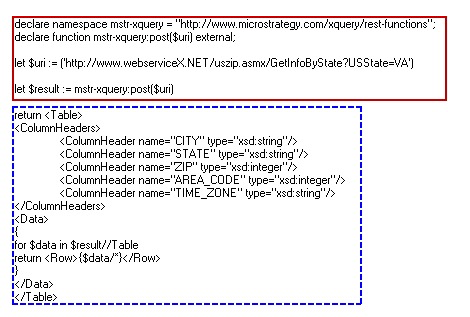 declare namespace mstr-xquery = "http://www.microstrategy.com/xquery/rest-functions";
declare function mstr-xquery:post($uri) external;
let $uri := ('http://www.webserviceX.NET/uszip.asmx/GetInfoByState?USState=VA')
let $result := mstr-xquery:post($uri)
return <Table>
<ColumnHeaders>
<ColumnHeader name="CITY" type="xsd:string"/>
<ColumnHeader name="STATE" type="xsd:string"/>
<ColumnHeader name="ZIP" type="xsd:integer"/>
<ColumnHeader name="AREA_CODE" type="xsd:integer"/>
<ColumnHeader name="TIME_ZONE" type="xsd:string"/>
</ColumnHeaders>
<Data>
{
for $data in $result//Table
return <Row>{$data/*}</Row>
}
</Data>
</Table>